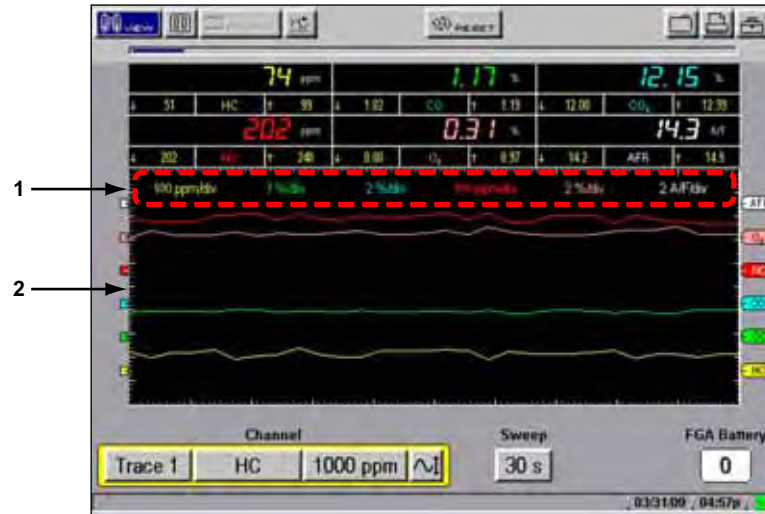 VIEW RESET
74 ppm 1.17 % 12.15 %
51 HC 99 1.02 CO 1.19 12.00 CO₂ 12.39
202 ppm 0.31 % 14.3 A/F
202 NO 240 0.00 O₂ 0.97 14.2 AFR 14.5
1 2 %/div 2 %/div 2 A/F/div
2
Channel Sweep FGA Battery
Trace 1 HC 1000 ppm 30 s 0
03/31/09 04:57p